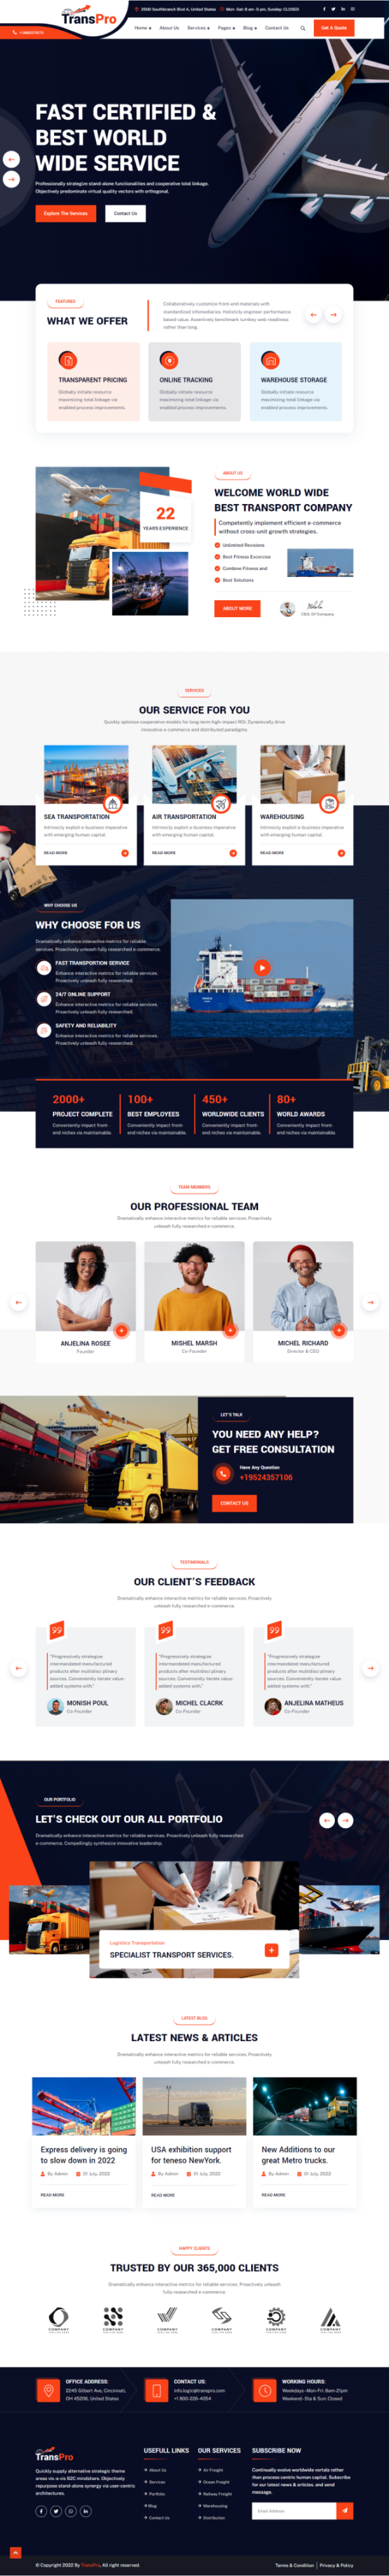 TransPro
2500 Southbranch Blvd A, United States
Mon-Sat: 8 am-5 pm, Sunday: CLOSED
Home
About Us
Services
Pages
Blog
Contact Us
Get A Quote
FAST CERTIFIED &
BEST WORLD
WIDE SERVICE
Professionally strategize stand-alone functionalities and cooperative total linkage.
Objectively predominate virtual quality vectors with orthogonal.
Explore The Services
Contact Us
FEATURES
WHAT WE OFFER
Collaboratively customize front-end materials with
standardized infomediaries. Holisticly engineer performance
based value. Assertively benchmark turnkey web-readiness
rather than long.
TRANSPARENT PRICING
Globally initiate resource
maximizing total linkage via
enabled process improvements.
ONLINE TRACKING
Globally initiate resource
maximizing total linkage via
enabled process improvements.
WAREHOUSE STORAGE
Globally initiate resource
maximizing total linkage via
enabled process improvements.
22
YEARS EXPERIENCE
ABOUT US
WELCOME WORLD WIDE
BEST TRANSPORT COMPANY
Competently implement efficient e-commerce
without cross-unit growth strategies.
Unlimited Revisions
Best Fitness Excercise
Combine Fitness and
Best Solutions
ABOUT MORE
CEO, Of Company
SERVICES
OUR SERVICE FOR YOU
Quickly optimize cooperative models for long-term high-impact ROI. Dynamically drive
innovative e-commerce and distributed paradigms.
SEA TRANSPORTATION
Intrinsicly exploit e-business imperative
with emerging human capital.
READ MORE
AIR TRANSPORTATION
Intrinsicly exploit e-business imperative
with emerging human capital.
READ MORE
WAREHOUSING
Intrinsicly exploit e-business imperative
with emerging human capital.
READ MORE
WHY CHOOSE US
WHY CHOOSE FOR US
Dramatically enhance interactive metrics for reliable
services. Proactively unleash fully researched e-commerce.
FAST TRANSPORTION SERVICE
Enhance interactive metrics for reliable services.
Proactively unleash fully researched.
24/7 ONLINE SUPPORT
Enhance interactive metrics for reliable services.
Proactively unleash fully researched.
SAFETY AND RELIABILITY
Enhance interactive metrics for reliable services.
Proactively unleash fully researched.
2000+
PROJECT COMPLETE
Conveniently impact front-
end niches via maintainable.
100+
BEST EMPLOYEES
Conveniently impact front-
end niches via maintainable.
450+
WORLDWIDE CLIENTS
Conveniently impact front-
end niches via maintainable.
80+
WORLD AWARDS
Conveniently impact front-
end niches via maintainable
TEAM MEMBERS
OUR PROFESSIONAL TEAM
Dramatically enhance interactive metrics for reliable services. Proactively
unleash fully researched e-commerce.
ANJELINA ROSEE
Founder
MISHEL MARSH
Co-Founder
MICHEL RICHARD
Director & CEO
LET'S TALK
YOU NEED ANY HELP?
GET FREE CONSULTATION
Have Any Question
+19524357106
CONTACT US
TESTIMONIALS
OUR CLIENT'S FEEDBACK
Dramatically enhance interactive metrics for reliable services. Proactively
unleash fully researched e-commerce.
"Progressively strategize
intermandated manufactured
products after multidisci plinary
sources. Conveniently iterate value-
added systems with."
MONISH POUL
Co Founder
"Progressively strategize
intermandated manufactured
products after multidisci plinary
sources. Conveniently iterate value-
added systems with."
MICHEL CLACRK
Co Founder
"Progressively strategize
intermandated manufactured
products after multidisci plinary
sources. Conveniently iterate value-
added systems with."
ANJELINA MATHEUS
Co Founder
OUR PORTFOLIO
LET'S CHECK OUT OUR ALL PORTFOLIO
Dramatically enhance interactive metrics for reliable services. Proactively unleash fully researched
e-commerce. Compellingly synthesize innovative leadership.
Logistics Transportation
SPECIALIST TRANSPORT SERVICES.
LATEST BLOG
LATEST NEWS & ARTICLES
Dramatically enhance interactive metrics for reliable services. Proactively
unleash fully researched e-commerce.
Express delivery is going
to slow down in 2022
By Admin
01 July, 2022
READ MORE
USA exhibition support
for teneso NewYork.
By Admin
01 July, 2022
READ MORE
New Additions to our
great Metro trucks.
By Admin
01 July, 2022
READ MORE
HAPPY CLIENTS
TRUSTED BY OUR 365,000 CLIENTS
Dramatically enhance interactive metrics for reliable services. Proactively unleash
fully researched e-commerce.
COMPANY
COMPANY
COMPANY
COMPANY
COMPANY
COMPANY
OFFICE ADDRESS:
2245 Gilbert Ave, Cincinnati,
OH 45206, United States
CONTACT US:
info.logic@transpro.com
+1 800-226-4054
WORKING HOURS:
Weekdays-Mon-Fri: 8am-21pm
Weekend-Sta & Sun: Closed
TransPro
Quickly supply alternative strategic theme
areas vis-a-vis B2C mindshare. Objectively
repurpose stand-alone synergy via user-centric
architectures.
USEFULL LINKS
About Us
Services
Portfolio
Blog
Contact Us
OUR SERVICES
Air Freight
Ocean Freight
Railway Freight
Warehousing
Distribution
SUBSCRIBE NOW
Continually evolve worldwide vortals rather
than process centric human capital. Subscribe
for our latest news & articles, and send
message.
Email Address
© Copyright 2022 By TransPro, All right reserved.
Terms & Condition
Privacy & Policy